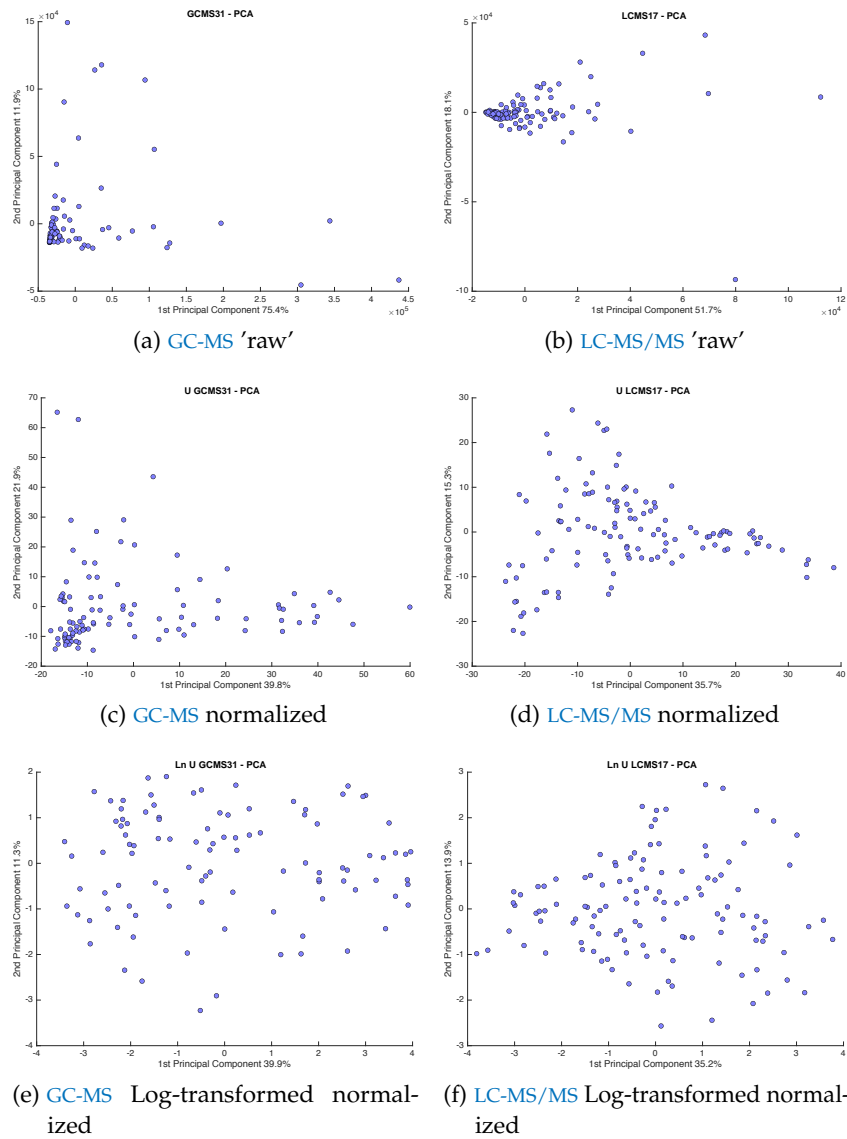 GCMS31 - PCA
×10⁴
15
10
5
0
-5
2nd Principal Component 11.9%
-0.5 0 0.5 1 1.5 2 2.5 3 3.5 4 4.5
×10⁵
1st Principal Component 75.4%
(a) GC-MS 'raw'
LCMS17 - PCA
×10⁴
5
0
-5
-10
2nd Principal Component 18.1%
-2 0 2 4 6 8 10 12
×10⁴
1st Principal Component 51.7%
(b) LC-MS/MS 'raw'
U GCMS31 - PCA
70
60
50
40
30
20
10
0
-10
-20
2nd Principal Component 21.9%
-20 -10 0 10 20 30 40 50 60
1st Principal Component 39.8%
(c) GC-MS normalized
U LCMS17 - PCA
30
20
10
0
-10
-20
-30
2nd Principal Component 15.3%
-30 -20 -10 0 10 20 30 40
1st Principal Component 35.7%
(d) LC-MS/MS normalized
Ln U GCMS31 - PCA
2
1
0
-1
-2
-3
-4
2nd Principal Component 11.3%
-4 -3 -2 -1 0 1 2 3 4
1st Principal Component 39.9%
(e) GC-MS Log-transformed normal-
ized
Ln U LCMS17 - PCA
3
2
1
0
-1
-2
-3
2nd Principal Component 13.9%
-4 -3 -2 -1 0 1 2 3 4
1st Principal Component 35.2%
(f) LC-MS/MS Log-transformed normal-
ized